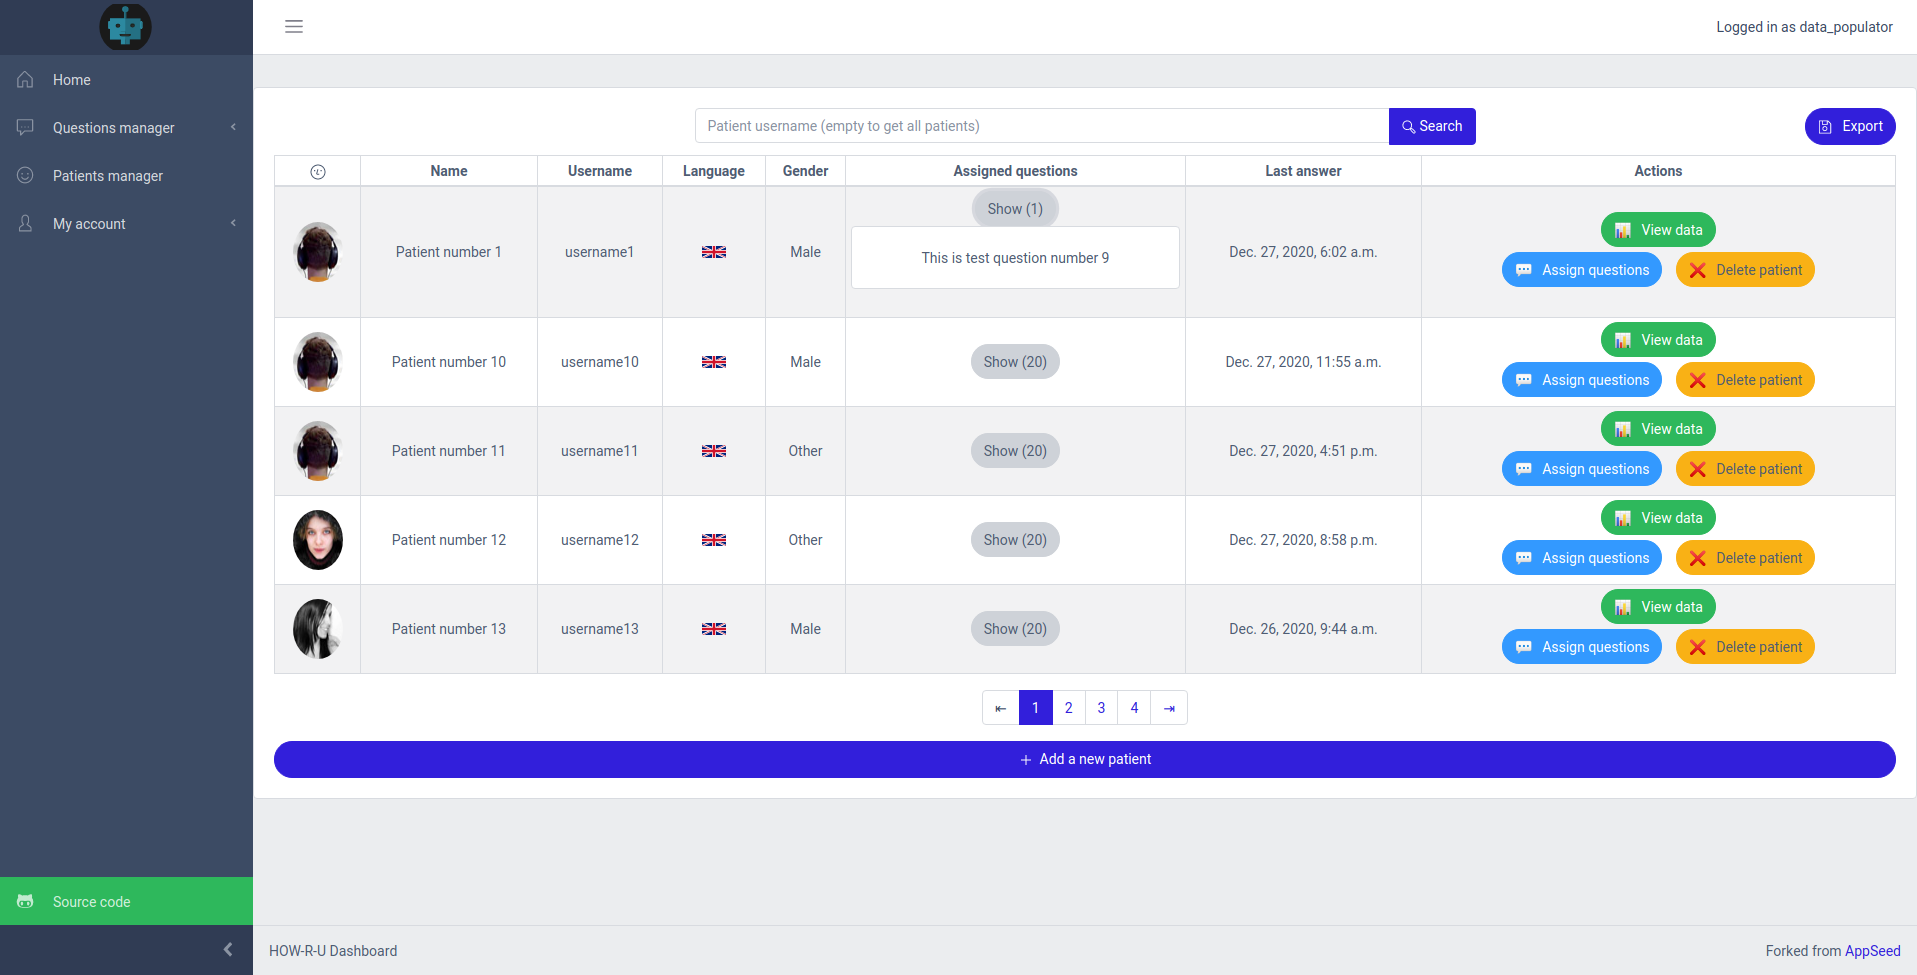 Logged in as data_populator
Home
Questions manager
Patients manager
My account
Source code
Patient username (empty to get all patients)
Search
Export
Name Username Language Gender Assigned questions Last answer Actions
Show (1)
This is test question number 9
Patient number 1 username1 Male Dec. 27, 2020, 6:02 a.m.
View data
Assign questions Delete patient
Patient number 10 username10 Male Show (20) Dec. 27, 2020, 11:55 a.m.
View data
Assign questions Delete patient
Patient number 11 username11 Other Show (20) Dec. 27, 2020, 4:51 p.m.
View data
Assign questions Delete patient
Patient number 12 username12 Other Show (20) Dec. 27, 2020, 8:58 p.m.
View data
Assign questions Delete patient
Patient number 13 username13 Male Show (20) Dec. 26, 2020, 9:44 a.m.
View data
Assign questions Delete patient
⇤ 1 2 3 4 ⇥
+ Add a new patient
HOW-R-U Dashboard
Forked from AppSeed